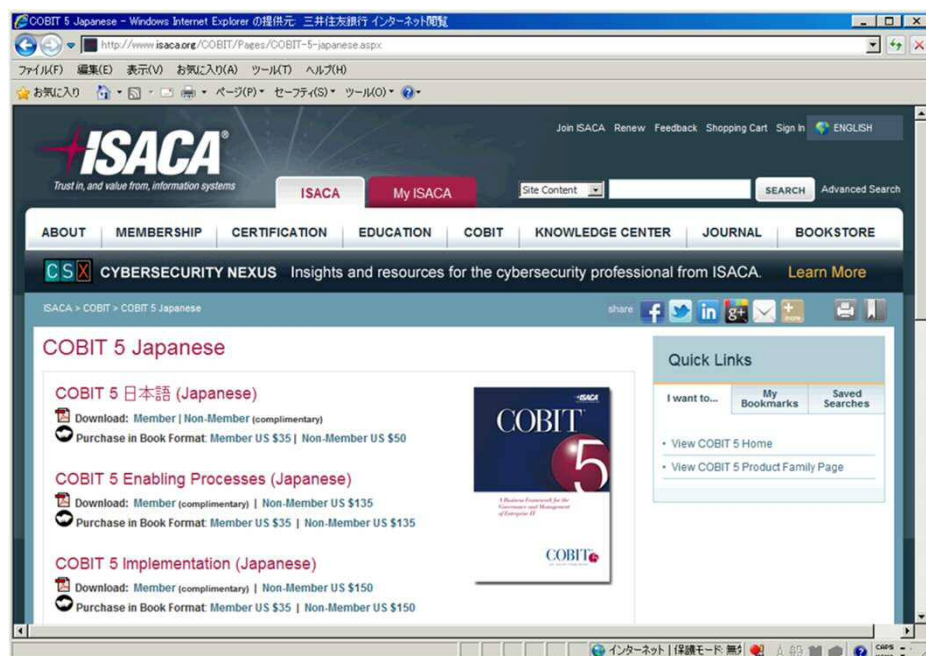 COBIT 5 Japanese - Windows Internet Explorer の提供元: 三井住友銀行 インターネット閲覧
http://www.isaca.org/COBIT/Pages/COBIT-5-japanese.aspx
ファイル(F) 編集(E) 表示(V) お気に入り(A) ツール(T) ヘルプ(H)
お気に入り ページ(P) セーフティ(S) ツール(O)
Join ISACA Renew Feedback Shopping Cart Sign In ENGLISH
ISACA®
Trust in, and value from, information systems
ISACA My ISACA Site Content SEARCH Advanced Search
ABOUT MEMBERSHIP CERTIFICATION EDUCATION COBIT KNOWLEDGE CENTER JOURNAL BOOKSTORE
CSX CYBERSECURITY NEXUS Insights and resources for the cybersecurity professional from ISACA. Learn More
ISACA > COBIT > COBIT 5 Japanese share
COBIT 5 Japanese
COBIT 5 日本語 (Japanese)
Download: Member | Non-Member (complimentary)
Purchase in Book Format: Member US $35 | Non-Member US $50
COBIT 5 Enabling Processes (Japanese)
Download: Member (complimentary) | Non-Member US $135
Purchase in Book Format: Member US $35 | Non-Member US $135
COBIT 5 Implementation (Japanese)
Download: Member (complimentary) | Non-Member US $150
Purchase in Book Format: Member US $35 | Non-Member US $150
ISACA
COBIT
5
A Business Framework for the
Governance and Management
of Enterprise IT
COBIT
Quick Links
I want to... My Bookmarks Saved Searches
View COBIT 5 Home
View COBIT 5 Product Family Page
インターネット | 保護モード: 無効
CAPS